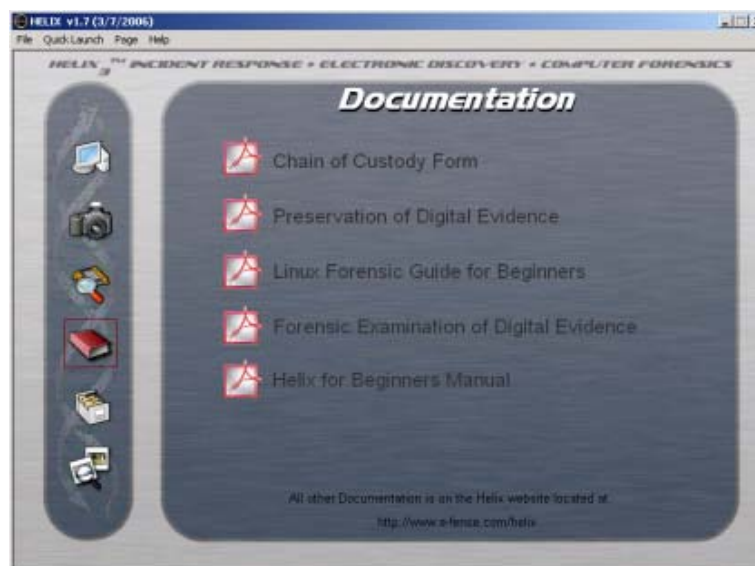 HELIX v1.7 (3/7/2006)
File Quick Launch Page Help
HELIX3™ INCIDENT RESPONSE • ELECTRONIC DISCOVERY • COMPUTER FORENSICS
Documentation
Chain of Custody Form
Preservation of Digital Evidence
Linux Forensic Guide for Beginners
Forensic Examination of Digital Evidence
Helix for Beginners Manual
All other Documentation is on the Helix website located at
http://www.e-fense.com/helix